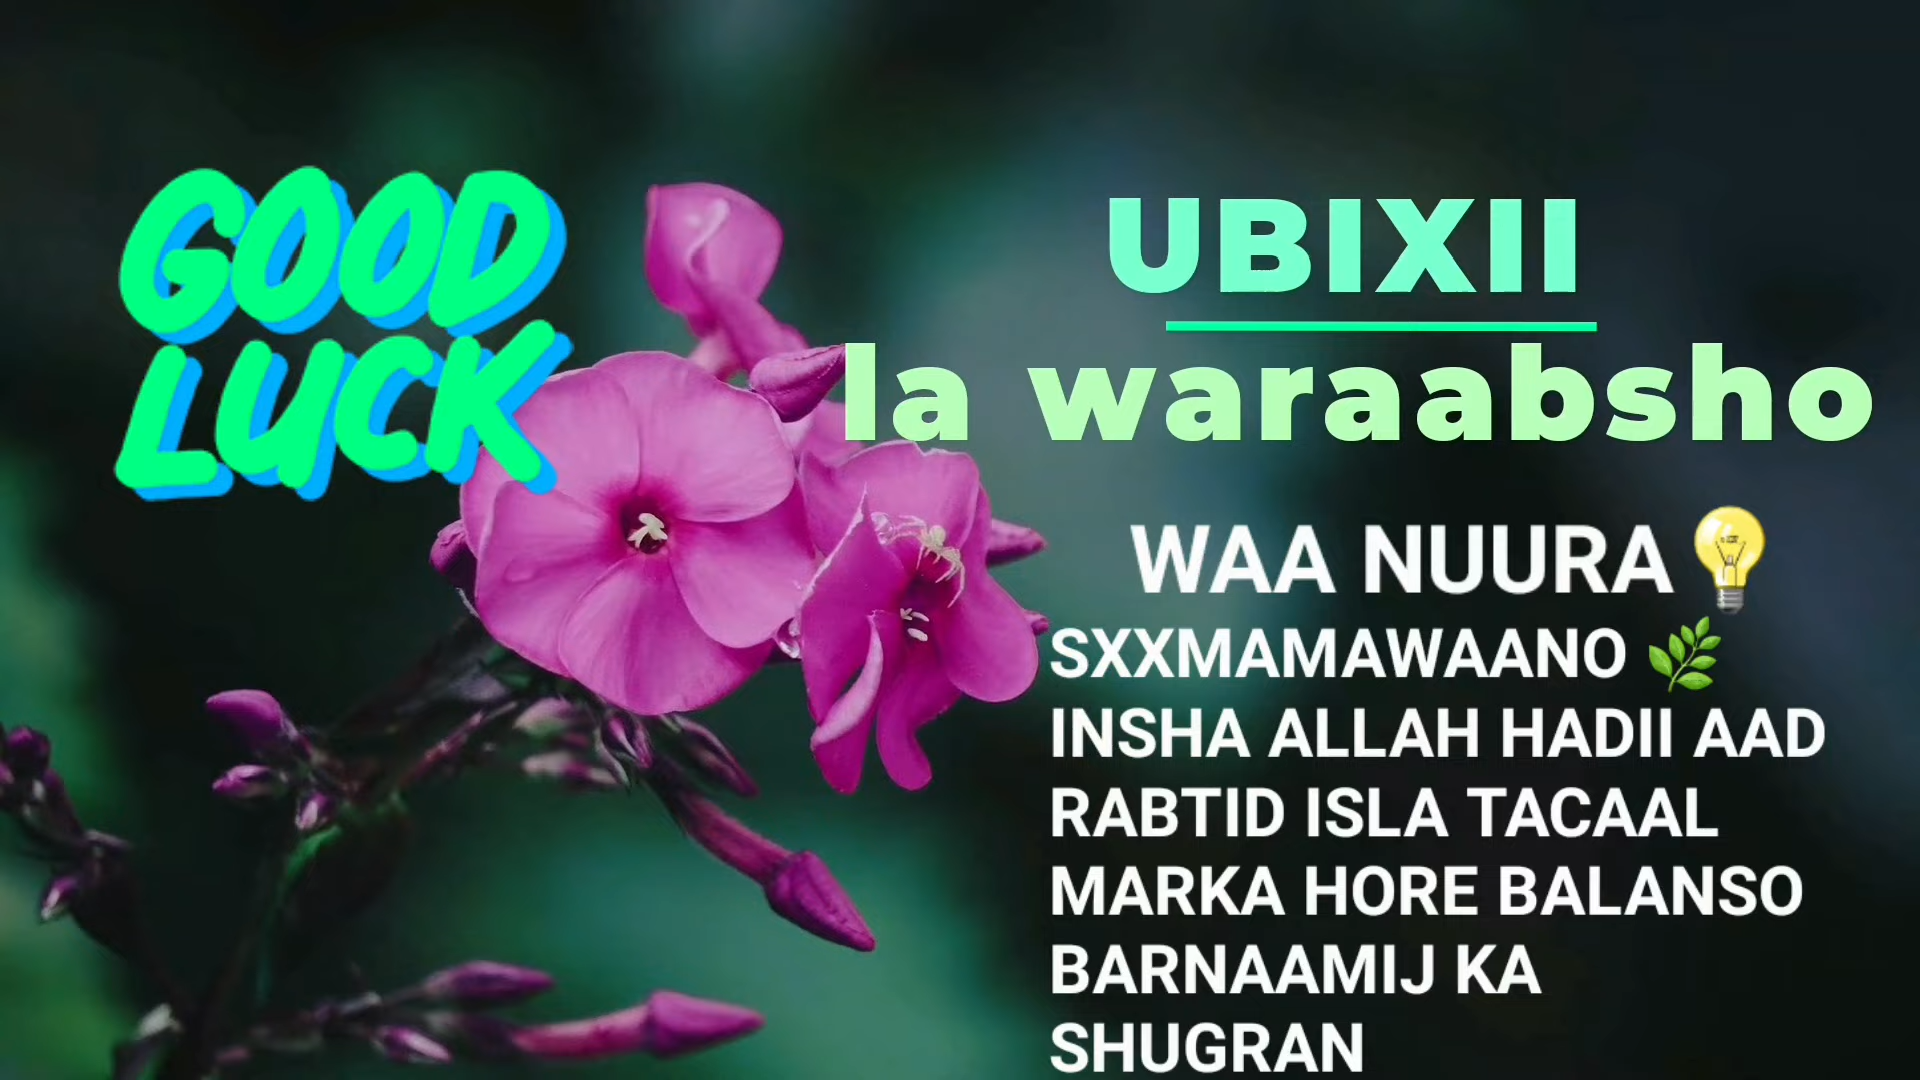 GOOD
LUCK
UBIXII
la waraabsho
WAA NUURA💡
SXXMAMAWAANO 🌿
INSHA ALLAH HADII AAD
RABTID ISLA TACAAL
MARKA HORE BALANSO
BARNAAMIJ KA
SHUGRAN